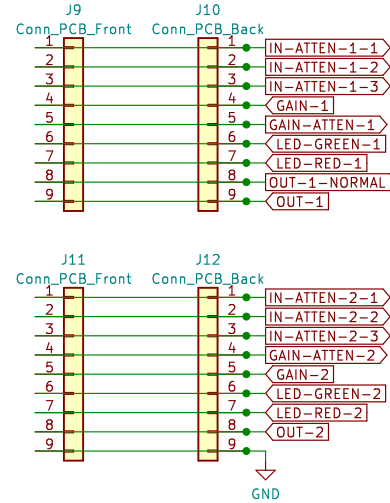 J9 J10
Conn_PCB_Front Conn_PCB_Back
1 1 IN-ATTEN-1-1
2 2 IN-ATTEN-1-2
3 3 IN-ATTEN-1-3
4 4 GAIN-1
5 5 GAIN-ATTEN-1
6 6 LED-GREEN-1
7 7 LED-RED-1
8 8 OUT-1-NORMAL
9 9 OUT-1
J11 J12
Conn_PCB_Front Conn_PCB_Back
1 1 IN-ATTEN-2-1
2 2 IN-ATTEN-2-2
3 3 IN-ATTEN-2-3
4 4 GAIN-ATTEN-2
5 5 GAIN-2
6 6 LED-GREEN-2
7 7 LED-RED-2
8 8 OUT-2
9 9
GND